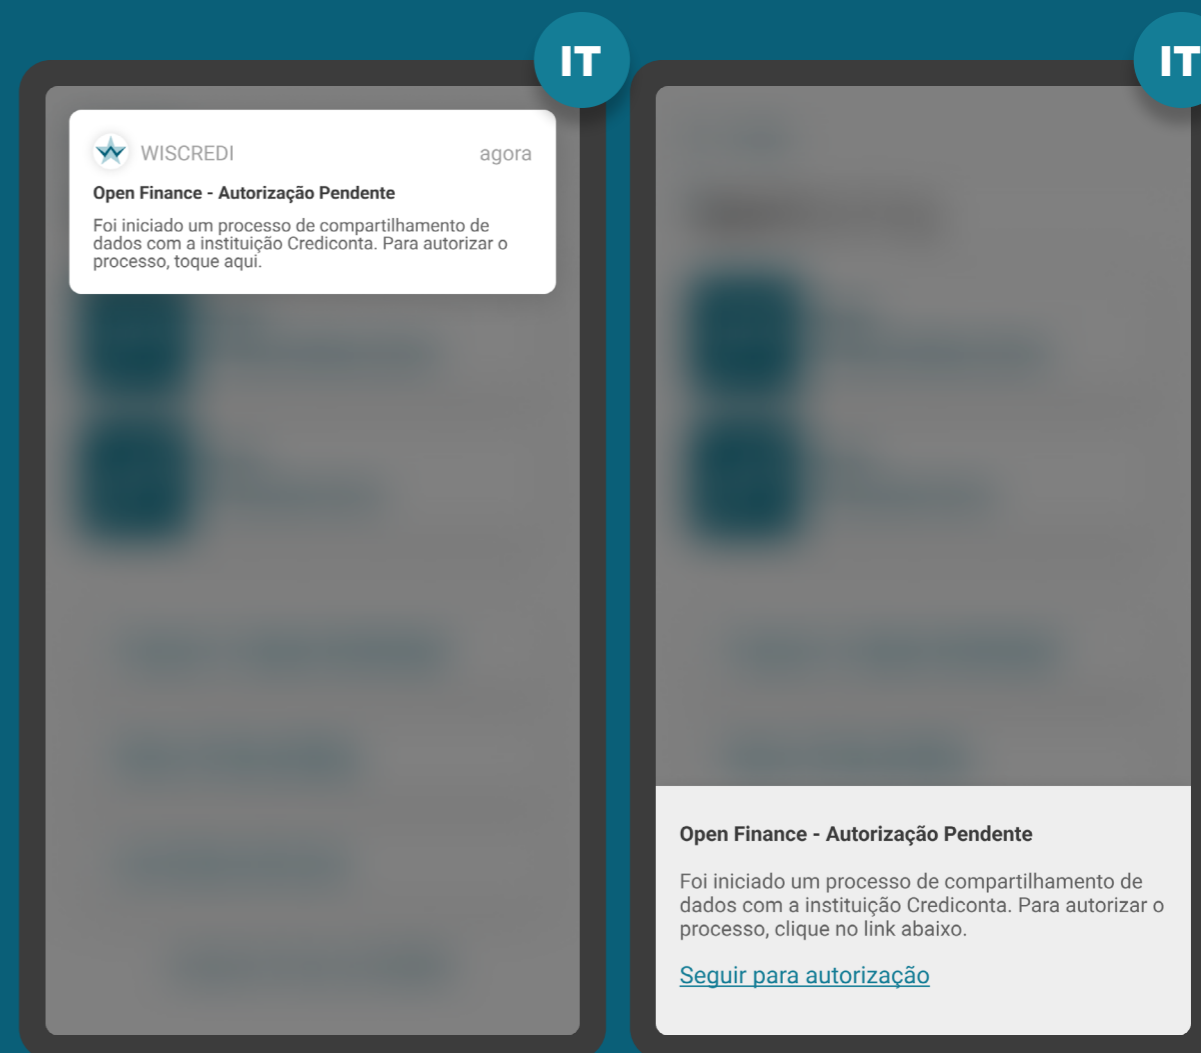 IT
WISCREDI
agora
Open Finance - Autorização Pendente
Foi iniciado um processo de compartilhamento de
dados com a instituição Crediconta. Para autorizar o
processo, toque aqui.
IT
Open Finance - Autorização Pendente
Foi iniciado um processo de compartilhamento de
dados com a instituição Crediconta. Para autorizar o
processo, clique no link abaixo.
Seguir para autorização